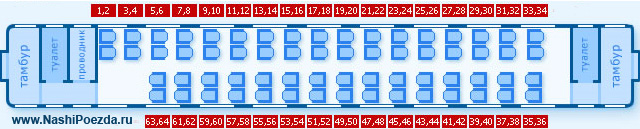 1,2 3,4 5,6 7,8 9,10 11,12 13,14 15,16 17,18 19,20 21,22 23,24 25,26 27,28 29,30 31,32 33,34
тамбур
туалет
проводник
туалет
тамбур
www.NashiPoezda.ru
63,64 61,62 59,60 57,58 55,56 53,54 51,52 49,50 47,48 45,46 43,44 41,42 39,40 37,38 35,36